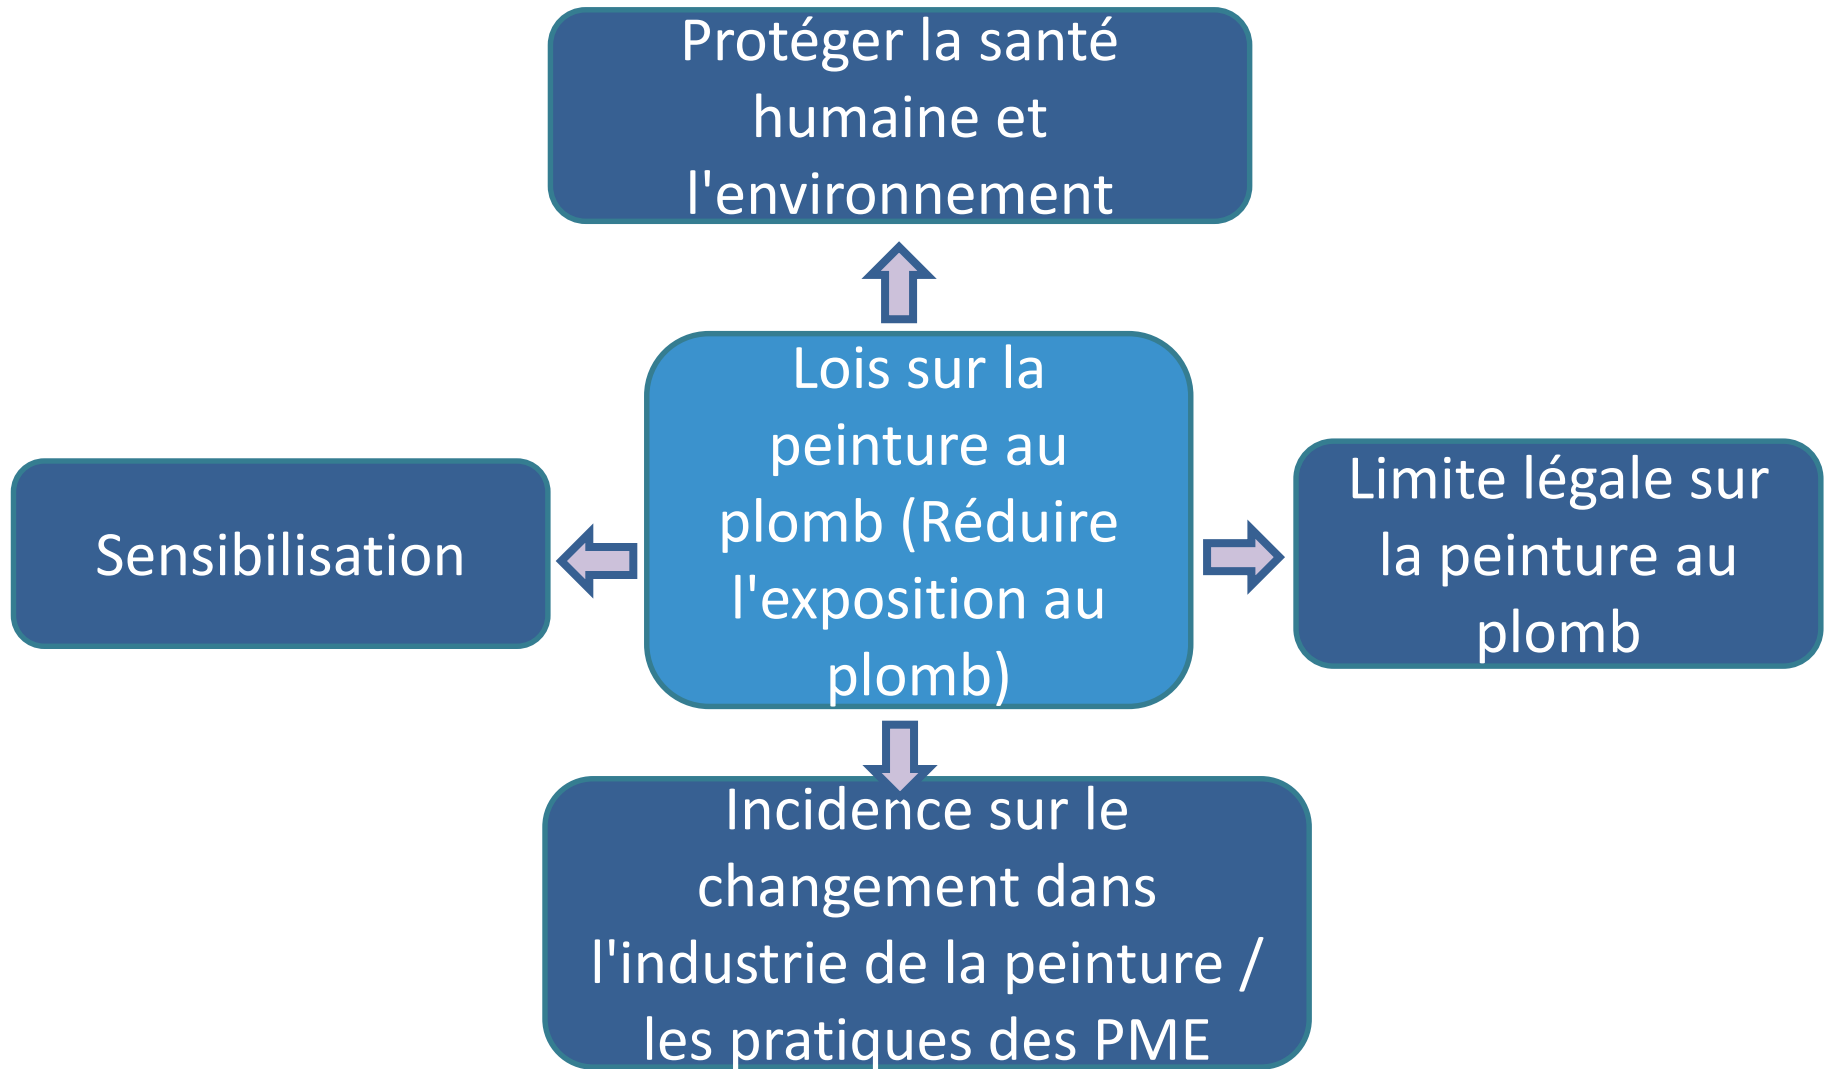 Protéger la santé
humaine et
l'environnement
Lois sur la
peinture au
plomb (Réduire
l'exposition au
plomb)
Sensibilisation
Limite légale sur
la peinture au
plomb
Incidence sur le
changement dans
l'industrie de la peinture /
les pratiques des PME